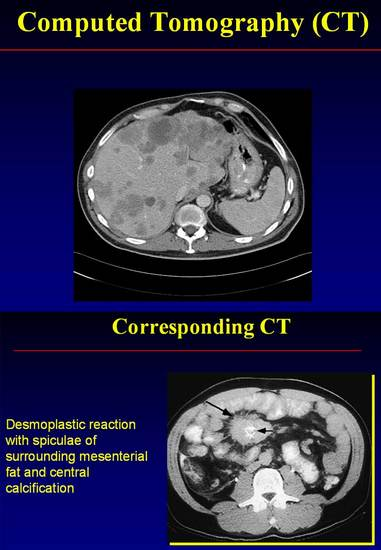 Computed Tomography (CT)
Corresponding CT
Desmoplastic reaction
with spiculae of
surrounding mesenterial
fat and central
calcification